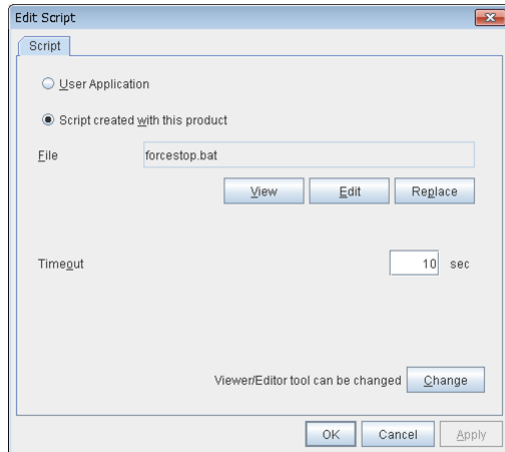 Edit Script
Script
User Application
Script created with this product
File forcestop.bat
View Edit Replace
Timeout 10 sec
Viewer/Editor tool can be changed Change
OK Cancel Apply